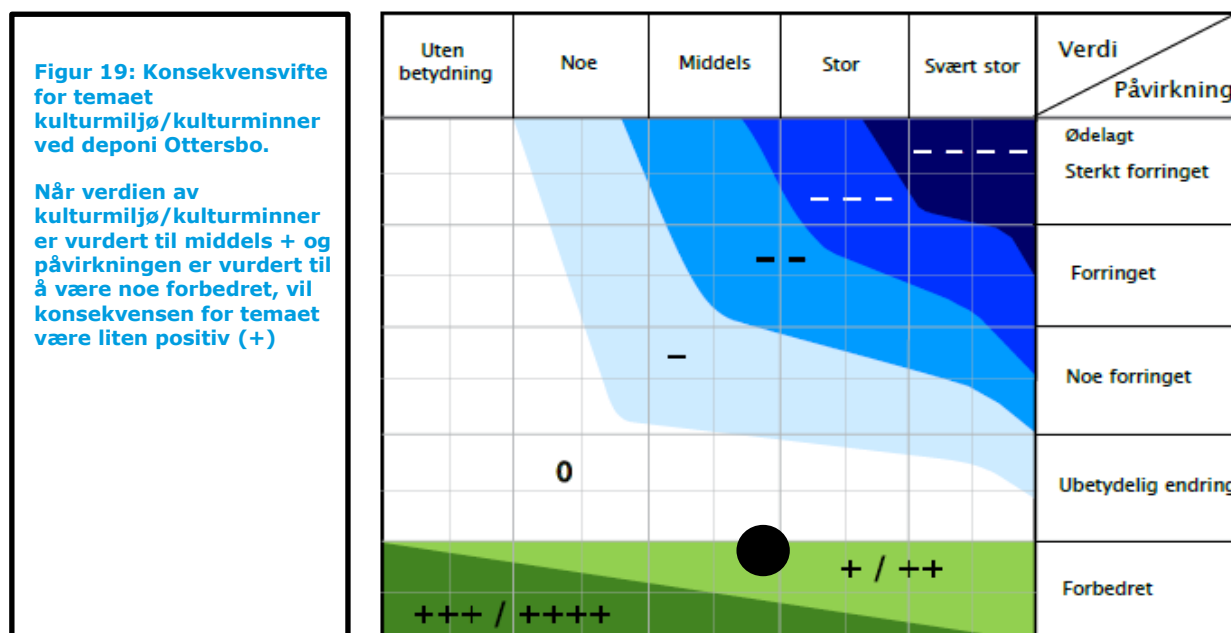 Figur 19: Konsekvensvifte
for temaet
kulturmiljø/kulturminner
ved deponi Ottersbo.
Når verdien av
kulturmiljø/kulturminner
er vurdert til middels + og
påvirkningen er vurdert til
å være noe forbedret, vil
konsekvensen for temaet
være liten positiv (+)
Uten
betydning
Noe
Middels
Stor
Svært stor
Verdi
Påvirkning
Ødelagt
Sterkt forringet
Forringet
Noe forringet
Ubetydelig endring
Forbedret
– – – –
– – –
– –
–
0
+ / ++
+++ / ++++